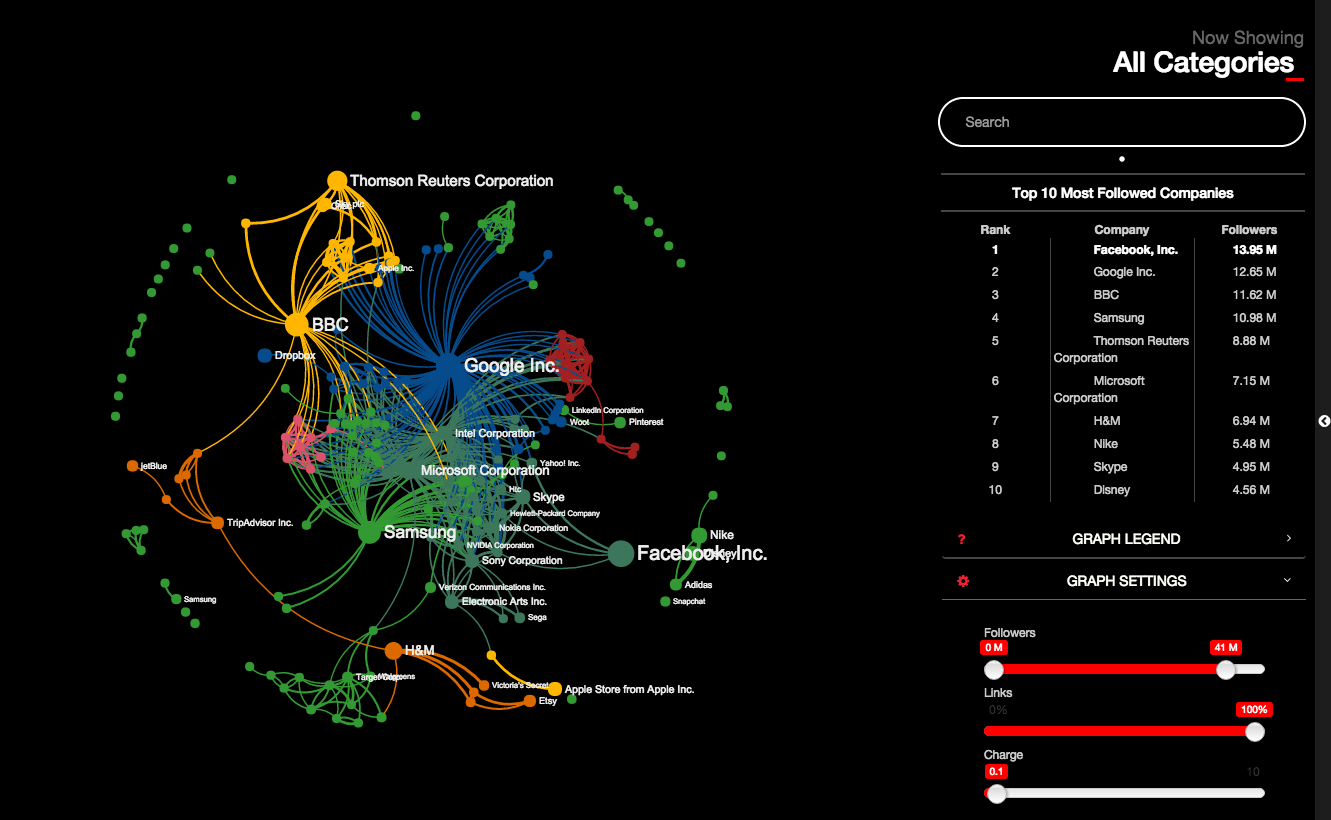 Now Showing
All Categories
Search
Top 10 Most Followed Companies
Rank Company Followers
1 Facebook, Inc. 13.95 M
2 Google Inc. 12.65 M
3 BBC 11.62 M
4 Samsung 10.98 M
5 Thomson Reuters 8.88 M
Corporation
6 Microsoft 7.15 M
Corporation
7 H&M 6.94 M
8 Nike 5.48 M
9 Skype 4.95 M
10 Disney 4.56 M
? GRAPH LEGEND
GRAPH SETTINGS
Followers
0 M 41 M
Links
0% 100%
Charge
0.1 10
Thomson Reuters Corporation
Apple Inc.
BBC
Dropbox
Google Inc.
LinkedIn Corporation
Woot
Pinterest
Intel Corporation
Yahoo! Inc.
Microsoft Corporation
jetBlue
Htc
Skype
Hewlett-Packard Company
TripAdvisor Inc.
Nokia Corporation
Samsung
Nike
NVIDIA Corporation
Facebook, Inc.
Sony Corporation
Verizon Communications Inc.
Adidas
Samsung
Electronic Arts Inc.
Snapchat
Sega
H&M
Target
Victoria's Secret
Apple Store from Apple Inc.
Etsy